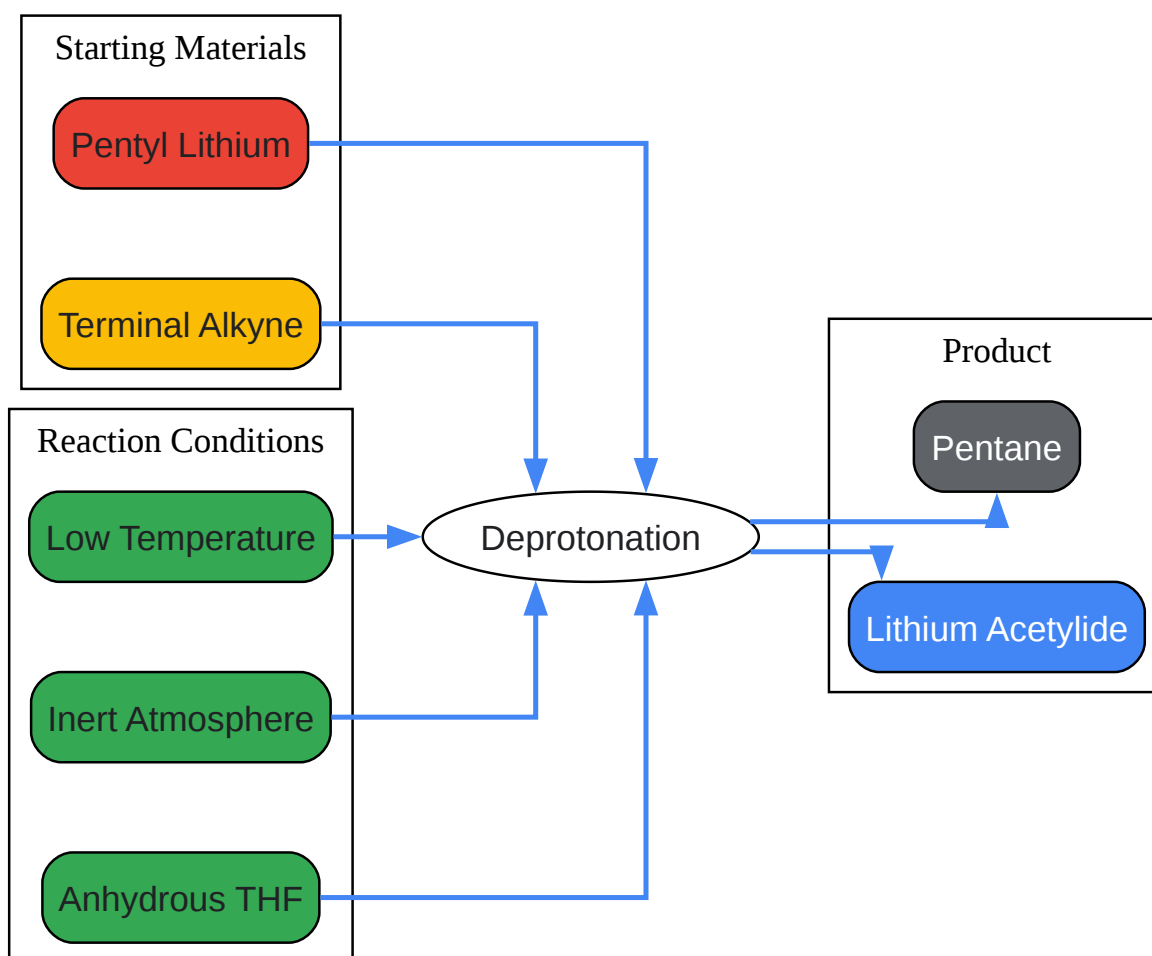 Starting Materials
Pentyl Lithium
Terminal Alkyne
Reaction Conditions
Low Temperature
Inert Atmosphere
Anhydrous THF
Deprotonation
Product
Pentane
Lithium Acetylide